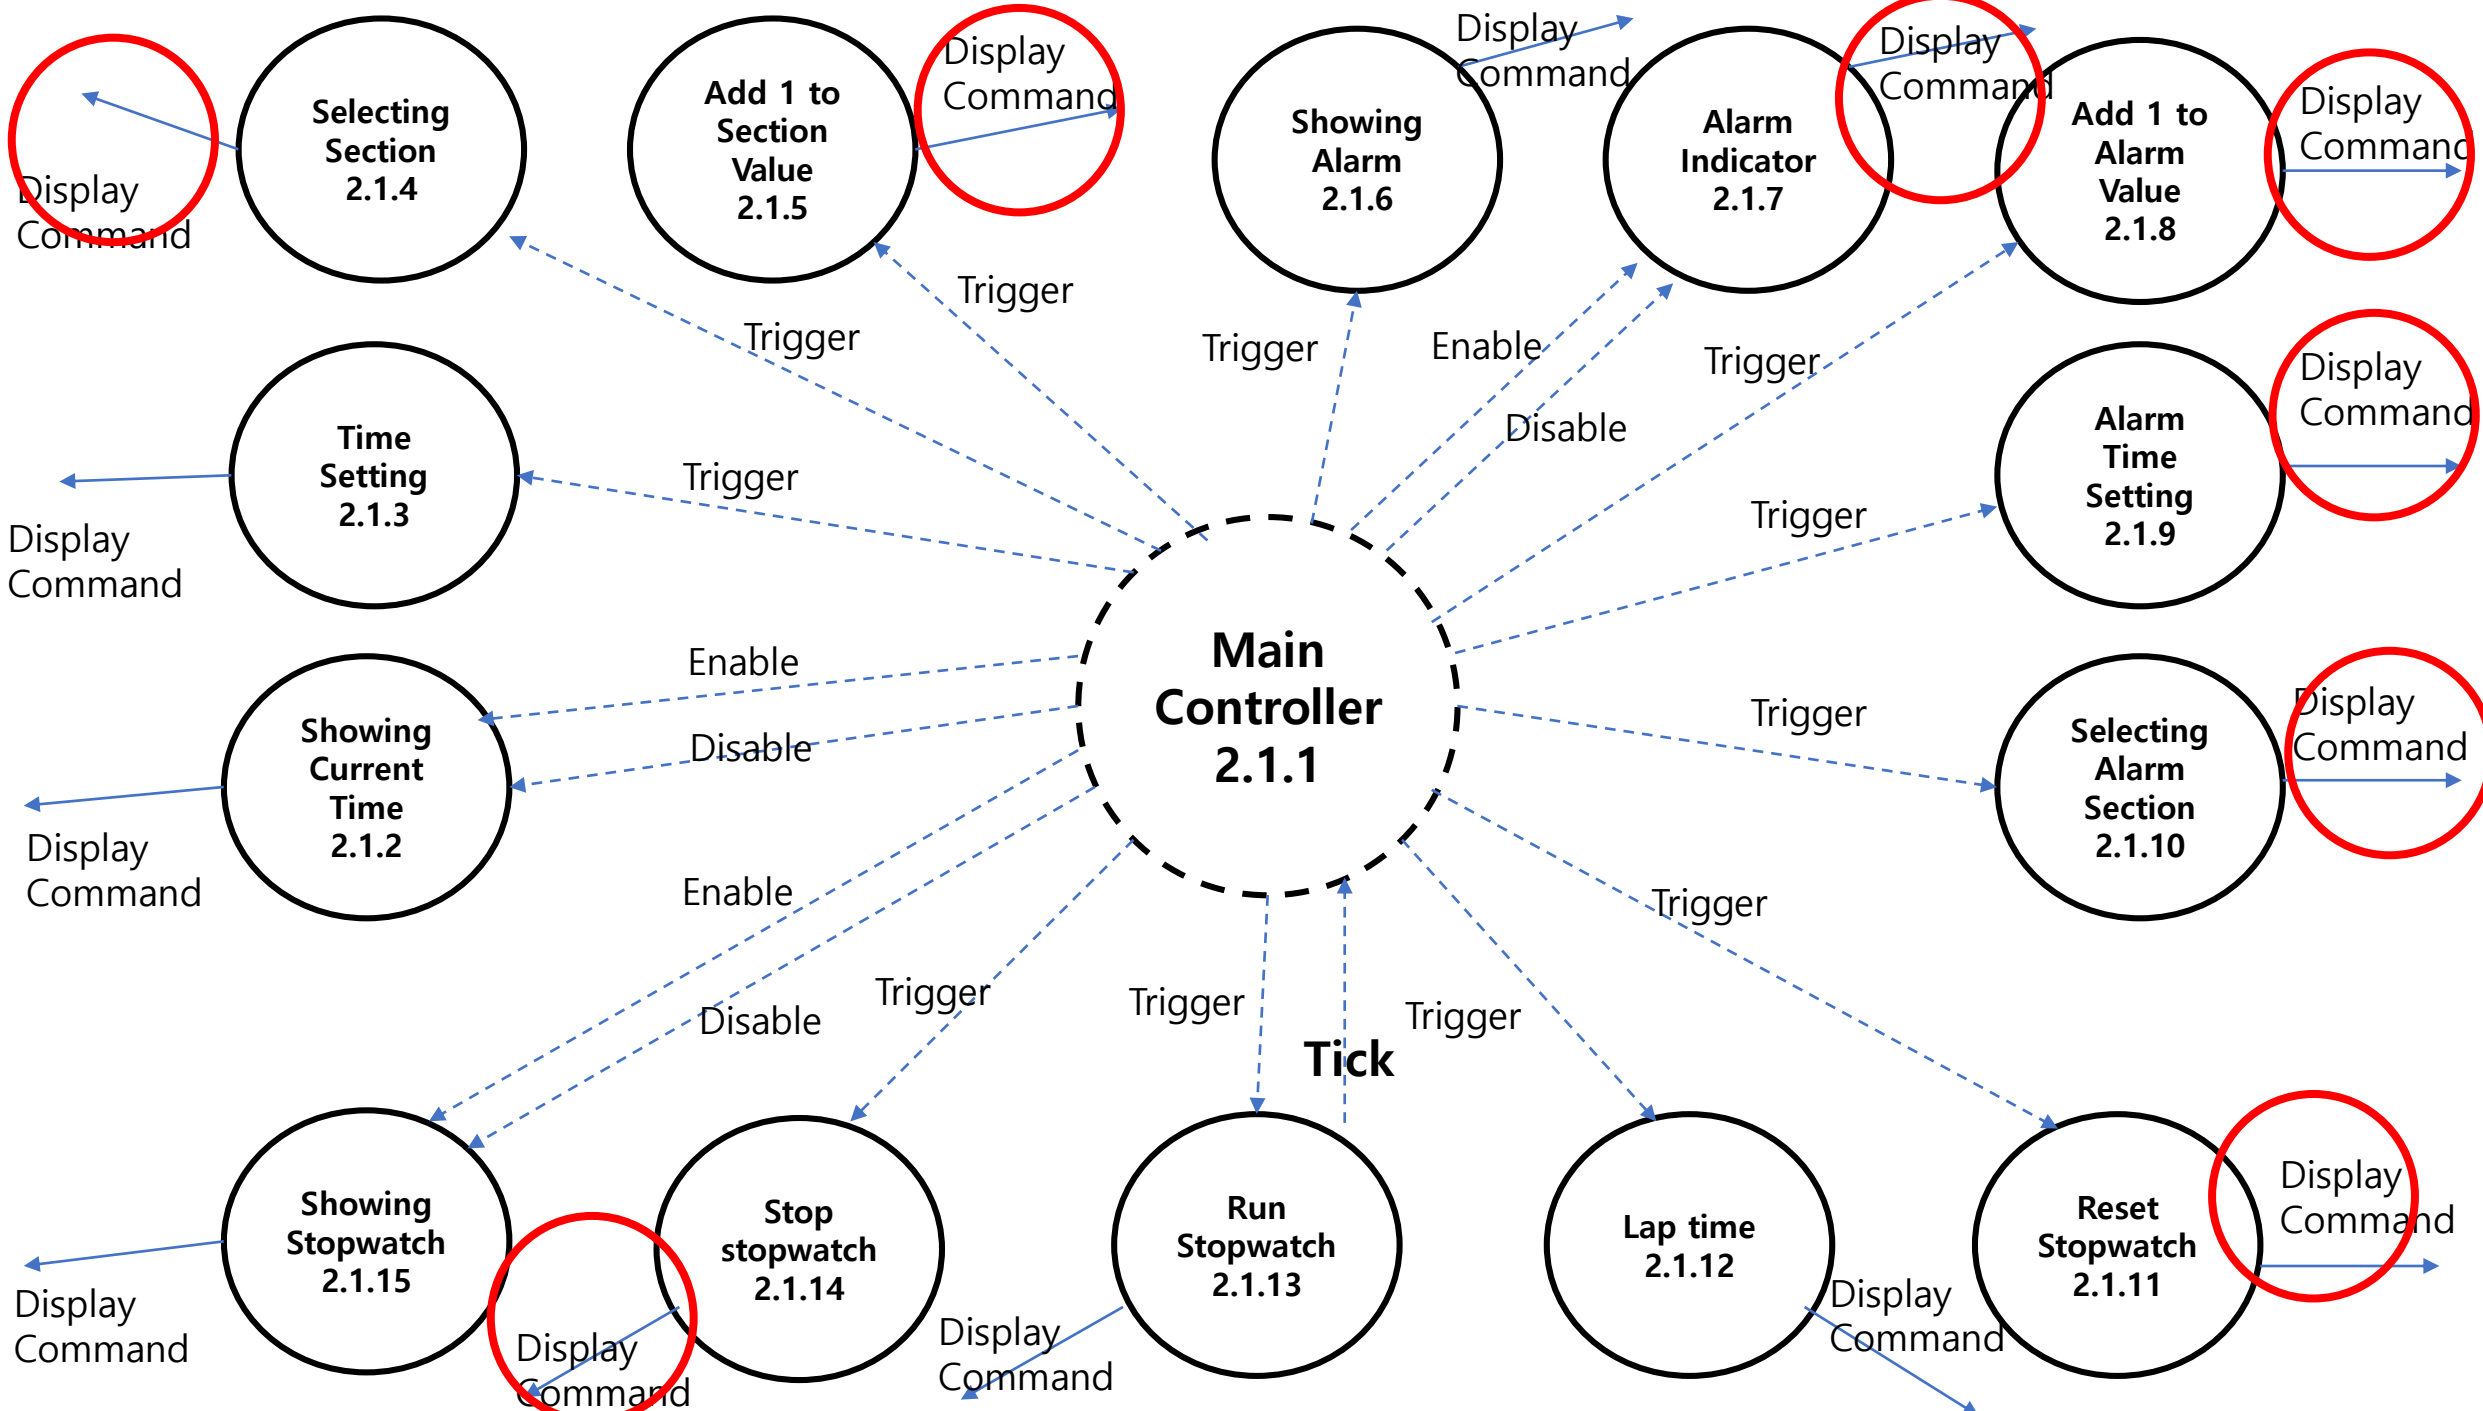 Display
Command
Selecting
Section
2.1.4
Add 1 to
Section
Value
2.1.5
Display
Command
Showing
Alarm
2.1.6
Display
Command
Alarm
Indicator
2.1.7
Display
Command
Add 1 to
Alarm
Value
2.1.8
Display
Command
Trigger
Trigger
Trigger
Enable
Disable
Trigger
Time
Setting
2.1.3
Display
Command
Trigger
Alarm
Time
Setting
2.1.9
Display
Command
Trigger
Main
Controller
2.1.1
Enable
Disable
Showing
Current
Time
2.1.2
Display
Command
Trigger
Selecting
Alarm
Section
2.1.10
Display
Command
Enable
Disable
Trigger
Trigger
Tick
Trigger
Trigger
Showing
Stopwatch
2.1.15
Display
Command
Stop
stopwatch
2.1.14
Display
Command
Run
Stopwatch
2.1.13
Display
Command
Lap time
2.1.12
Display
Command
Reset
Stopwatch
2.1.11
Display
Command